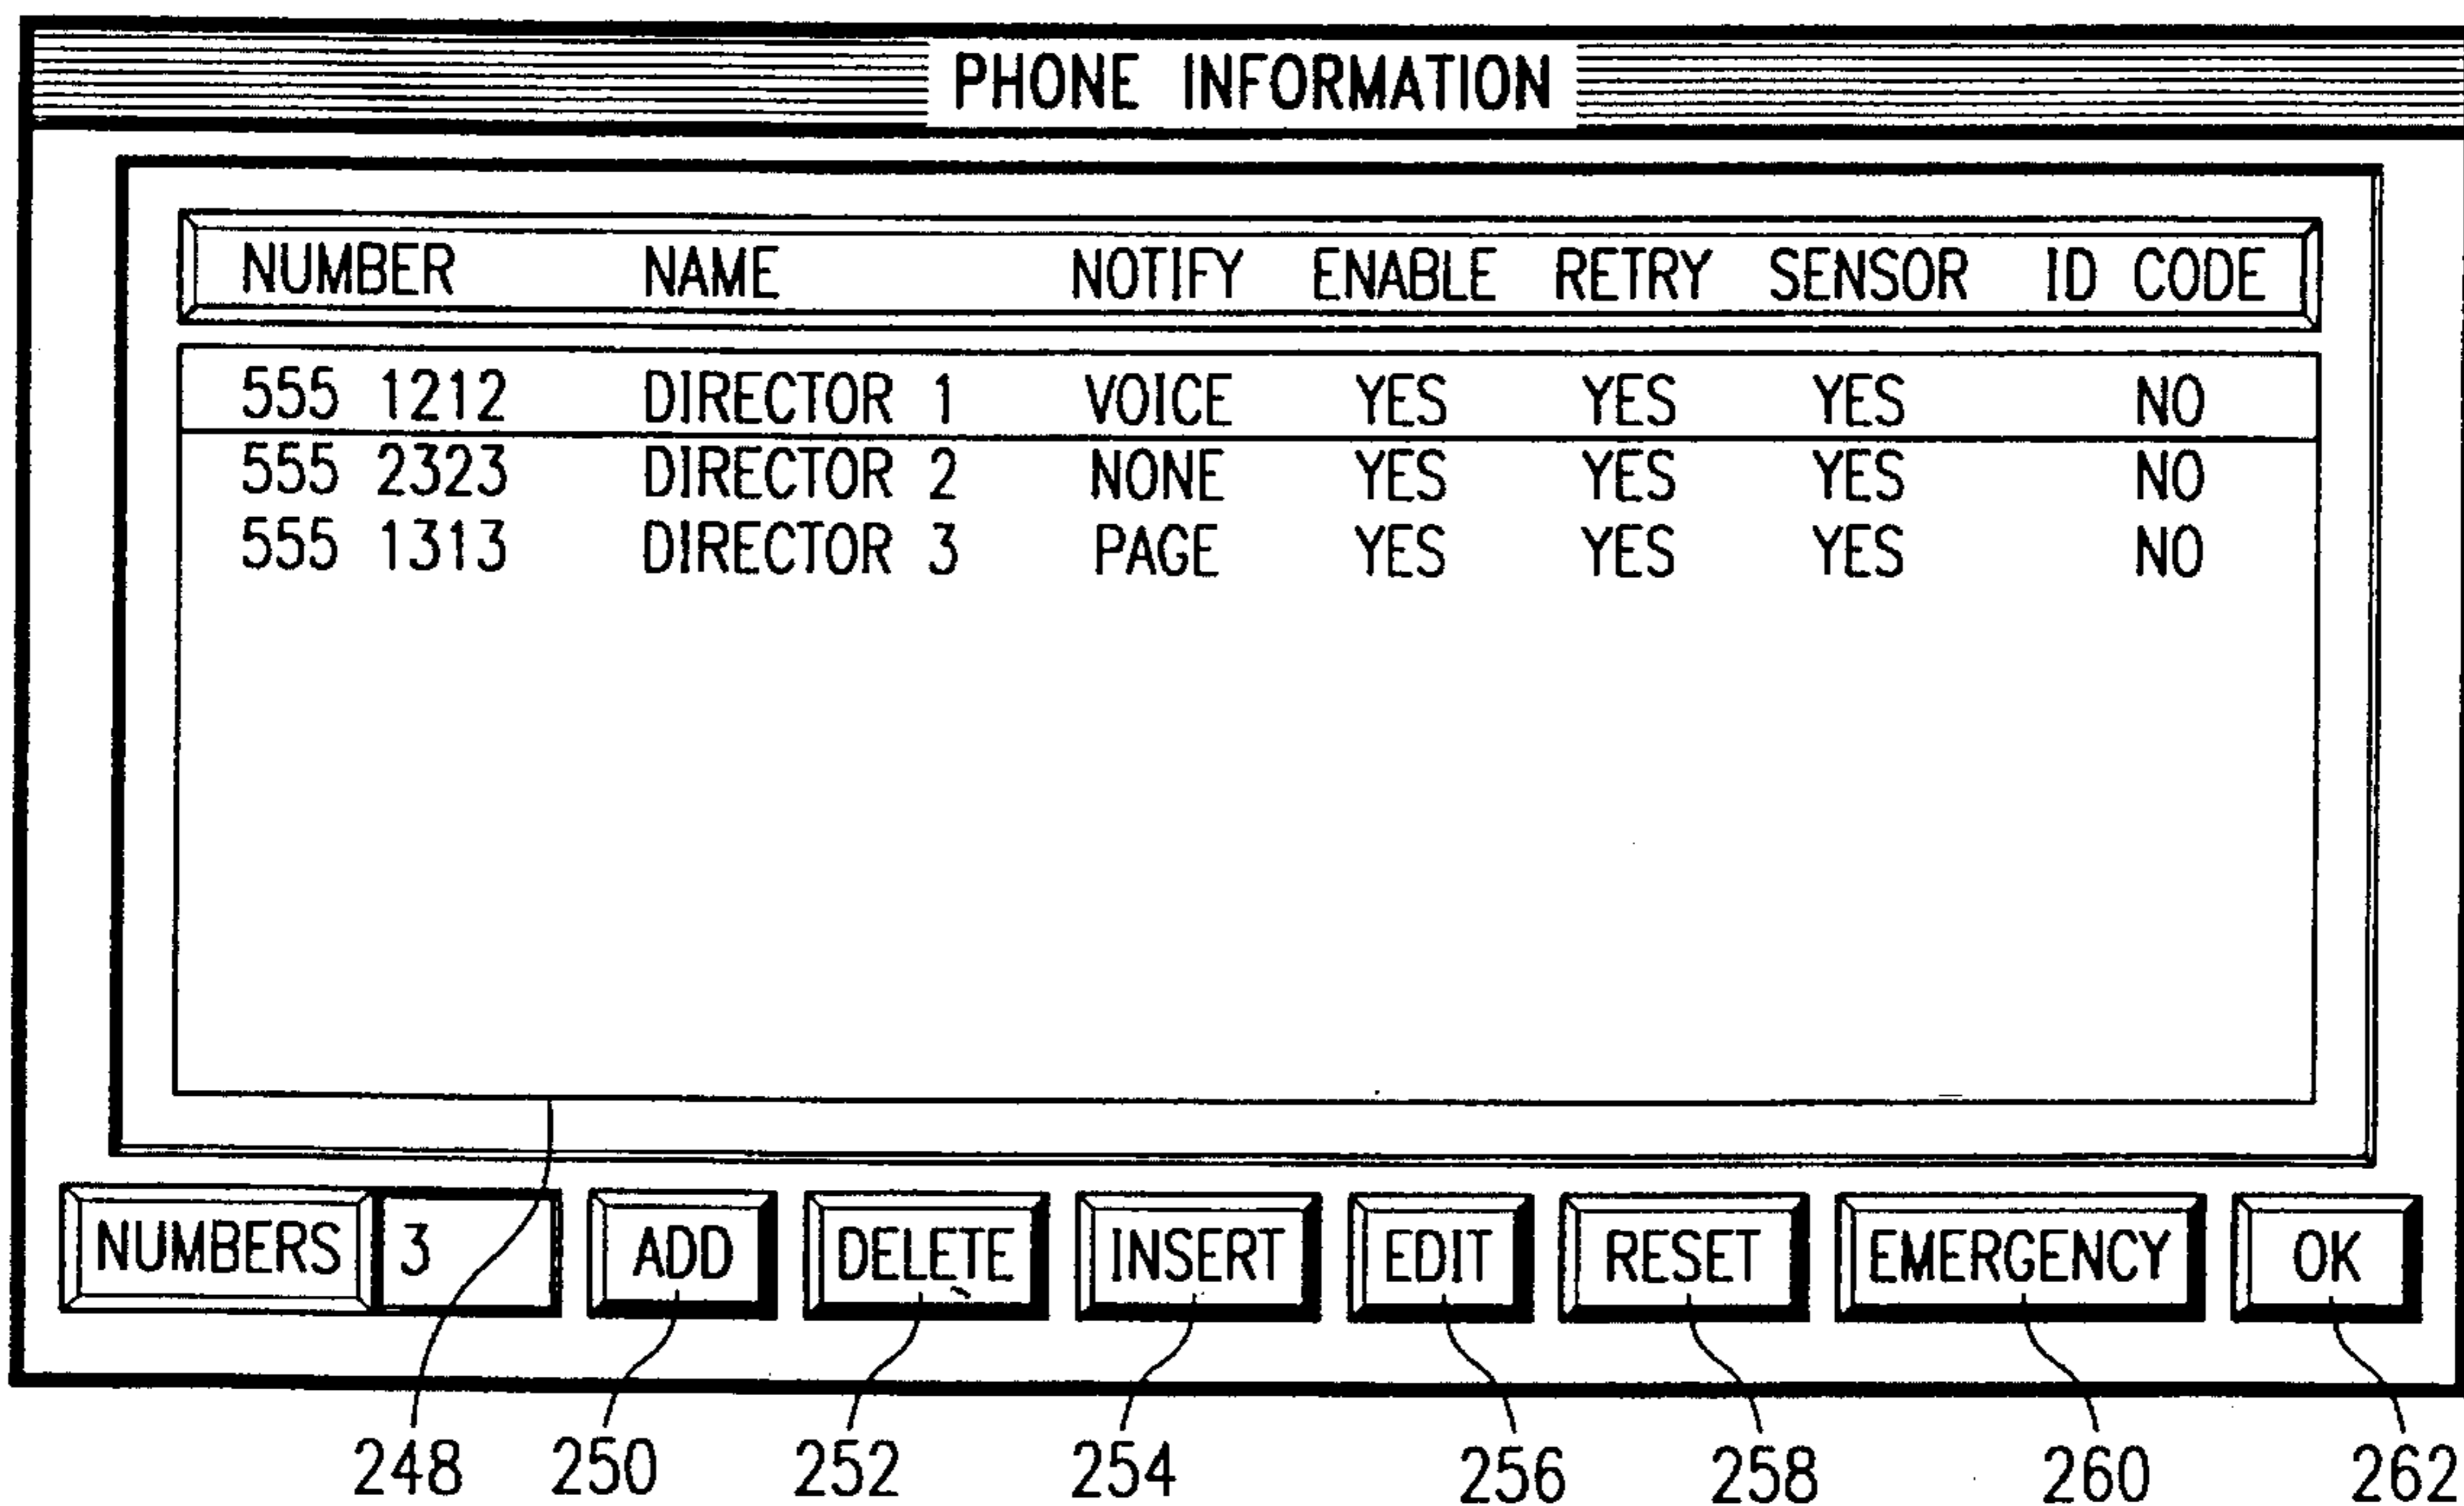 PHONE INFORMATION
NUMBER NAME NOTIFY ENABLE RETRY SENSOR ID CODE
555 1212 DIRECTOR 1 VOICE YES YES YES NO
555 2323 DIRECTOR 2 NONE YES YES YES NO
555 1313 DIRECTOR 3 PAGE YES YES YES NO
NUMBERS 3 ADD DELETE INSERT EDIT RESET EMERGENCY OK
248 250 252 254 256 258 260 262